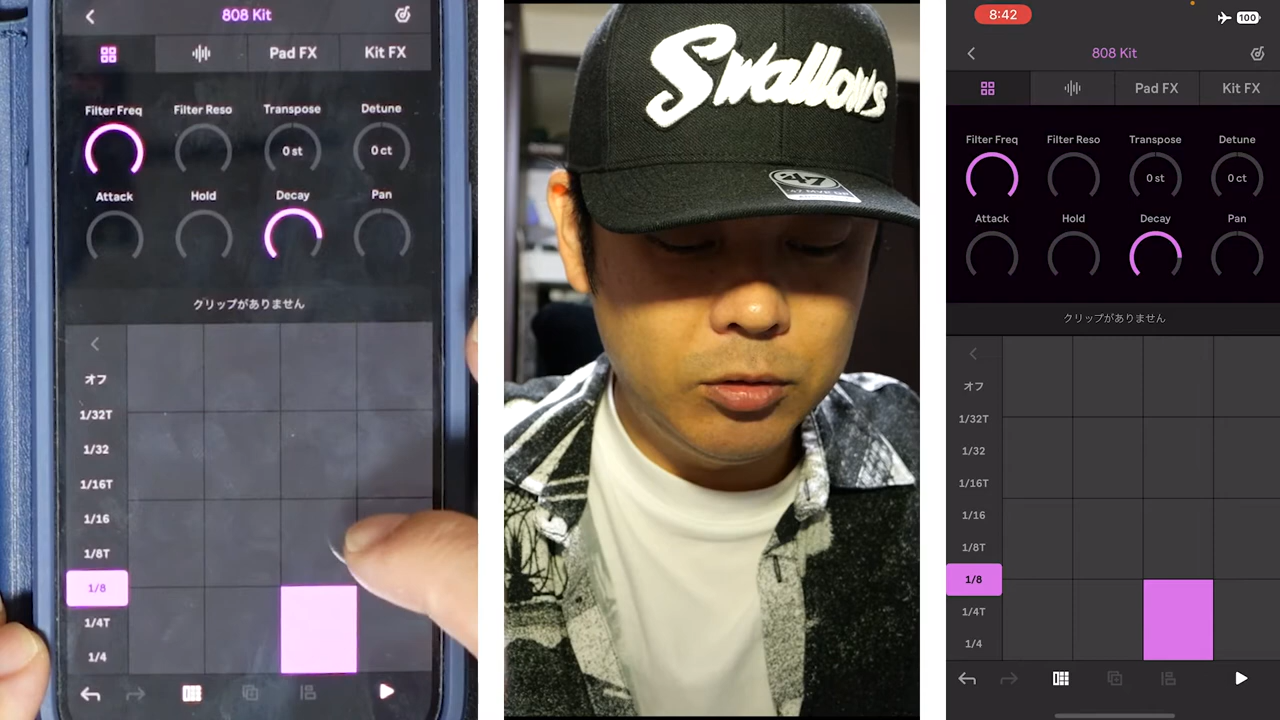 808 Kit
Pad FX
Kit FX
Filter Freq
Filter Reso
Transpose
Detune
0 st
0 ct
Attack
Hold
Decay
Pan
クリップがありません
オフ
1/32T
1/32
1/16T
1/16
1/8T
1/8
1/4T
1/4
Swallows
47
8:42
100
808 Kit
Pad FX
Kit FX
Filter Freq
Filter Reso
Transpose
Detune
0 st
0 ct
Attack
Hold
Decay
Pan
クリップがありません
オフ
1/32T
1/32
1/16T
1/16
1/8T
1/8
1/4T
1/4